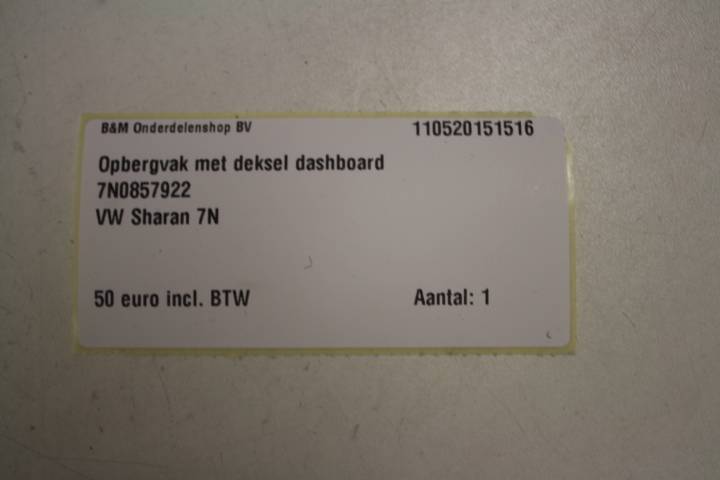 B&M Onderdelenshop BV 110520151516
Opbergvak met deksel dashboard
7N0857922
VW Sharan 7N
50 euro incl. BTW Aantal: 1